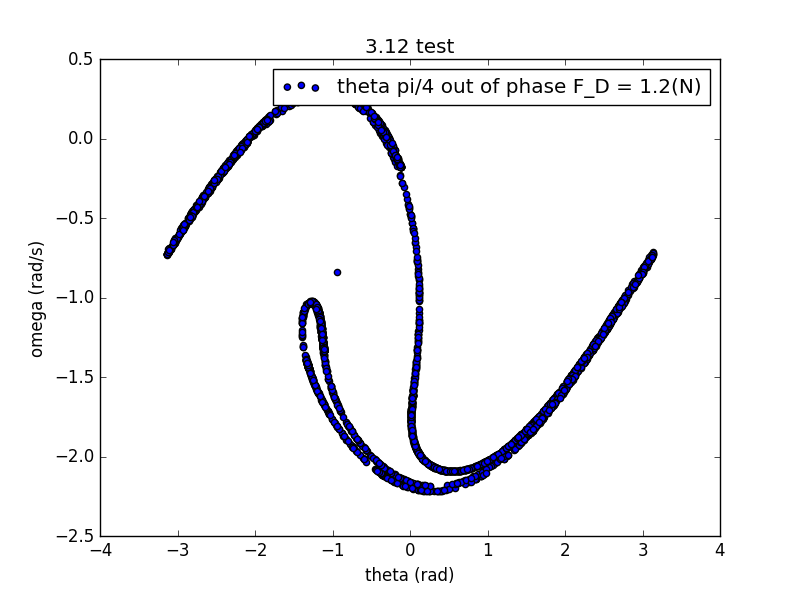 3.12 test
theta pi/4 out of phase F_D = 1.2(N)
omega (rad/s)
0.5
0.0
−0.5
−1.0
−1.5
−2.0
−2.5
−4 −3 −2 −1 0 1 2 3 4
theta (rad)